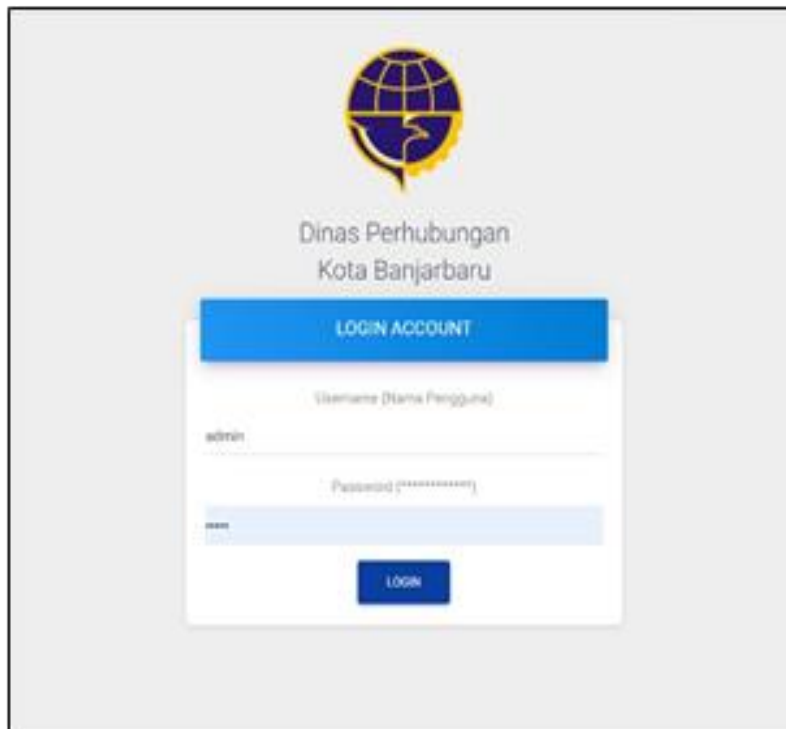 Dinas Perhubungan
Kota Banjarbaru
LOGIN ACCOUNT
Username (Nama Pengguna)
admin
Password (*************)
•••••
LOGIN